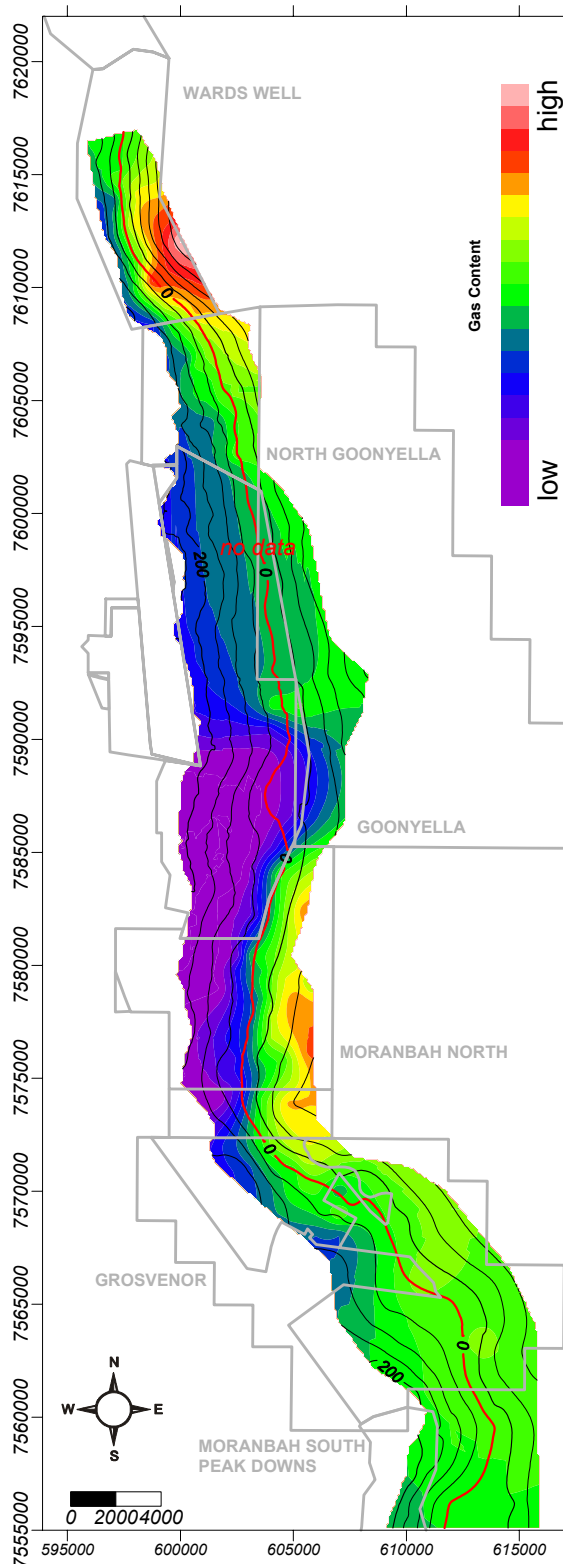 7620000
WARDS WELL
high
7615000
7610000
0
Gas Content
7605000
NORTH GOONYELLA
low
7600000
no data
200
0
7595000
7590000
GOONYELLA
7585000
0
7580000
MORANBAH NORTH
7575000
0
7570000
GROSVENOR
7565000
0
200
N
W E
S
7560000
MORANBAH SOUTH
PEAK DOWNS
0 20004000
7555000
595000 600000 605000 610000 615000